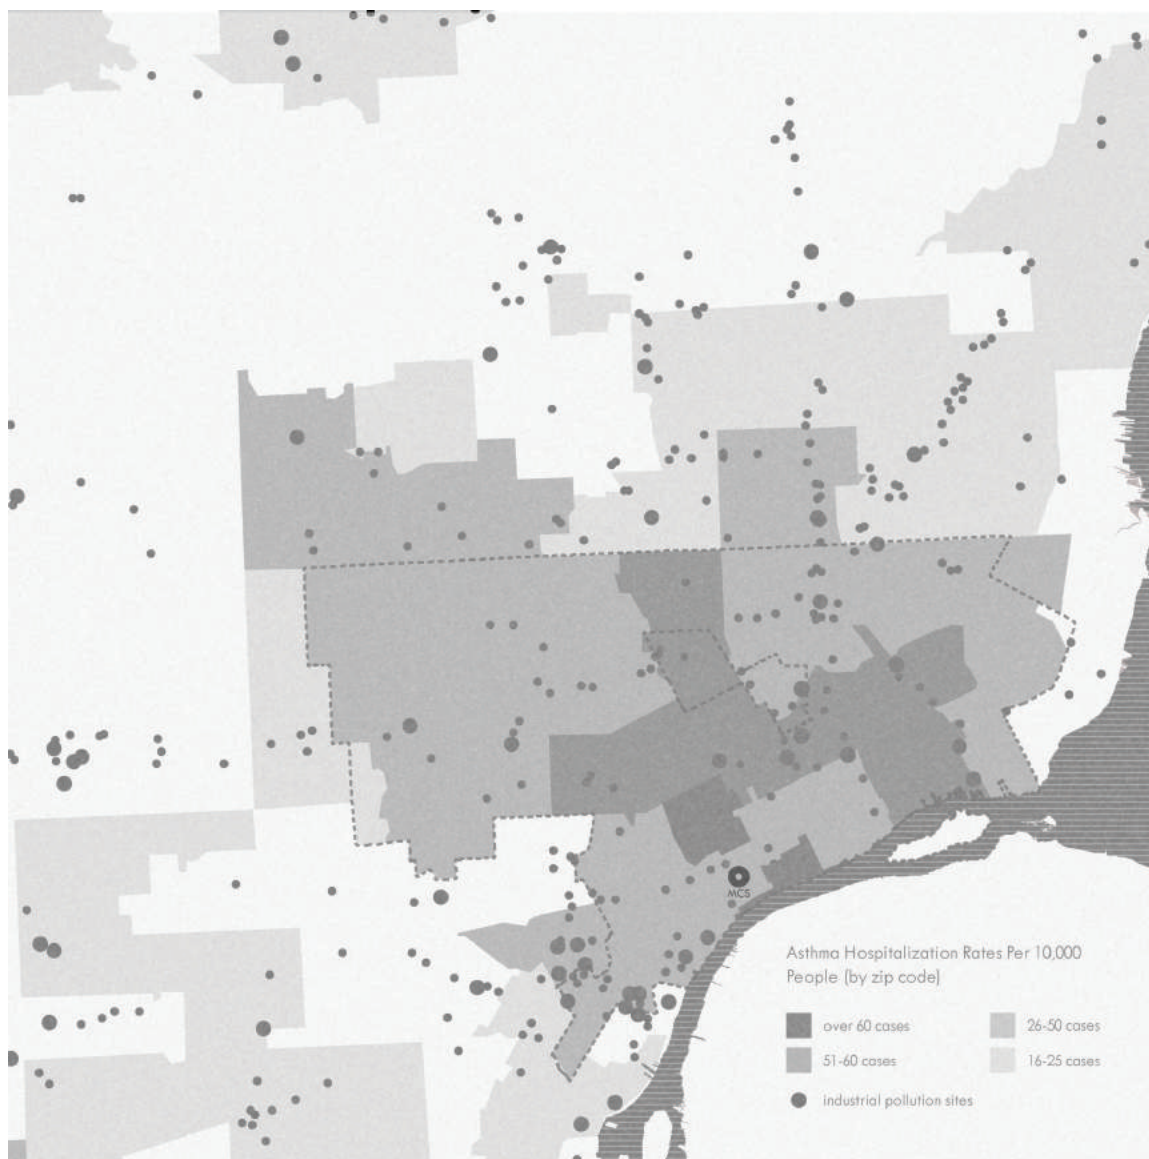 MCS
Asthma Hospitalization Rates Per 10,000
People (by zip code)
over 60 cases
26-50 cases
51-60 cases
16-25 cases
industrial pollution sites